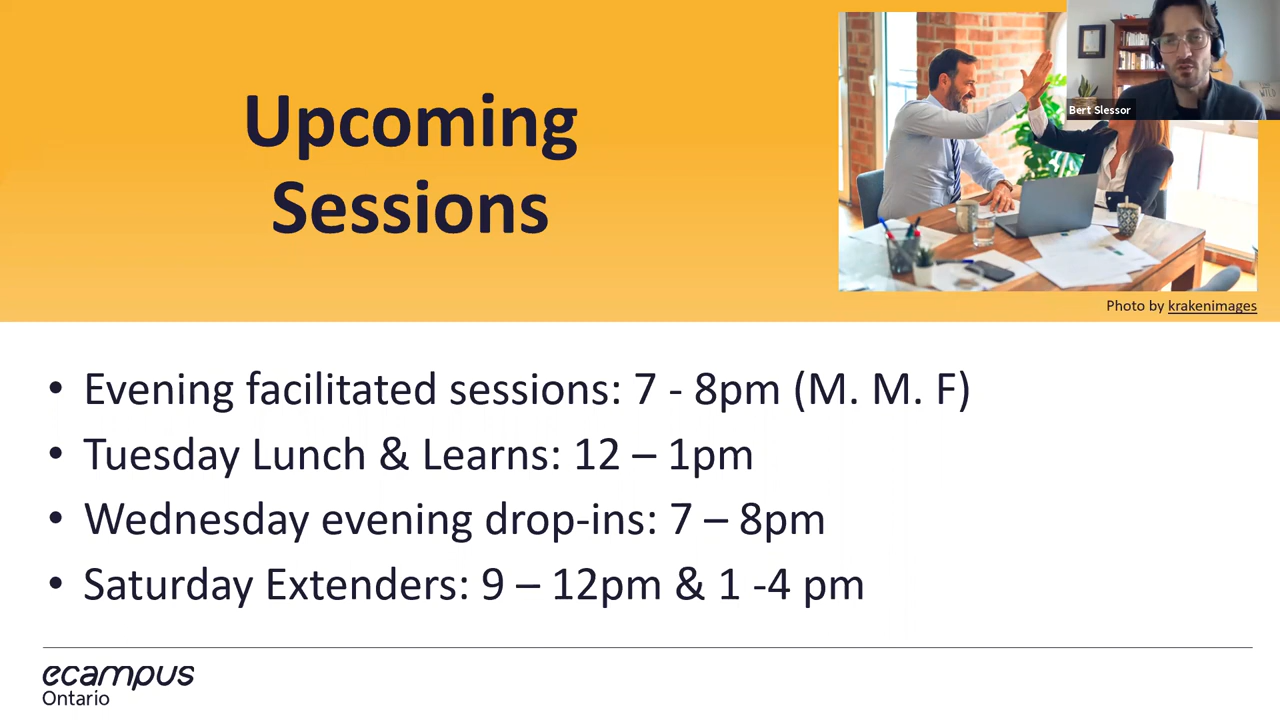 Upcoming
Sessions
Bert Slessor
Photo by krakenimages
• Evening facilitated sessions: 7 - 8pm (M. M. F)
• Tuesday Lunch & Learns: 12 – 1pm
• Wednesday evening drop-ins: 7 – 8pm
• Saturday Extenders: 9 – 12pm & 1 -4 pm
ecampus
Ontario